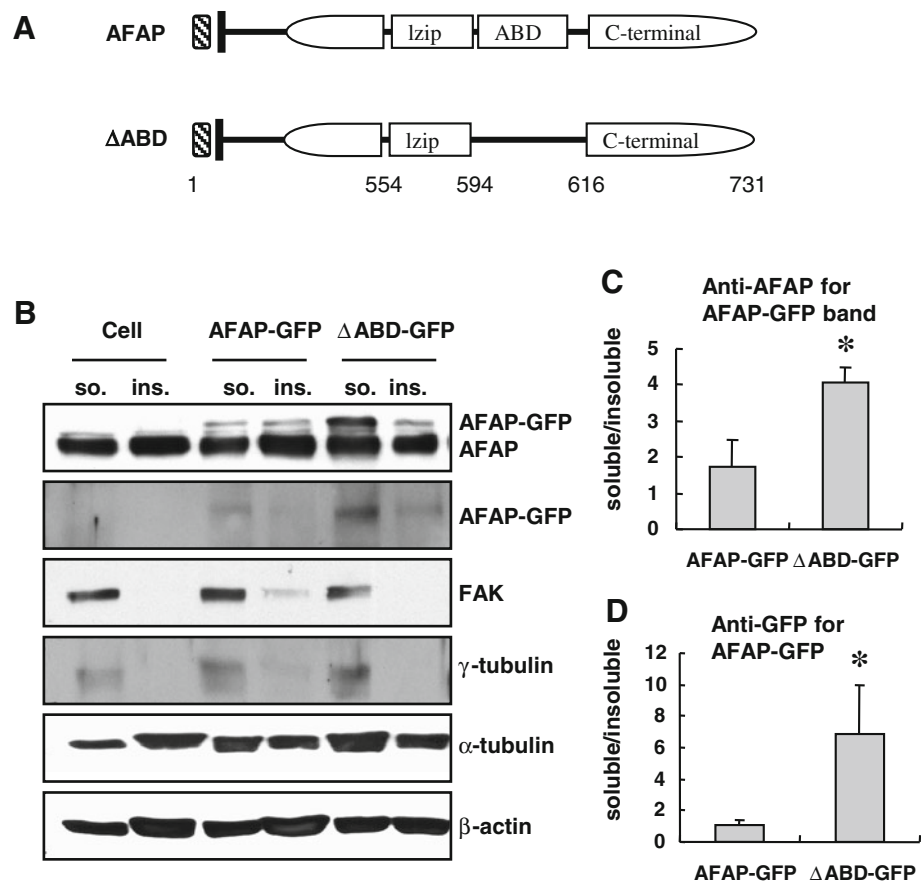 A
AFAP
lzip
ABD
C-terminal
ΔABD
lzip
C-terminal
1
554
594
616
731
B
Cell
AFAP-GFP
ΔABD-GFP
so.
ins.
so.
ins.
so.
ins.
AFAP-GFP
AFAP
AFAP-GFP
FAK
γ-tubulin
α-tubulin
β-actin
C
Anti-AFAP for
AFAP-GFP band
soluble/insoluble
5
4
3
2
1
0
*
AFAP-GFP
ΔABD-GFP
D
Anti-GFP for
AFAP-GFP
soluble/insoluble
12
10
8
6
4
2
0
*
AFAP-GFP
ΔABD-GFP